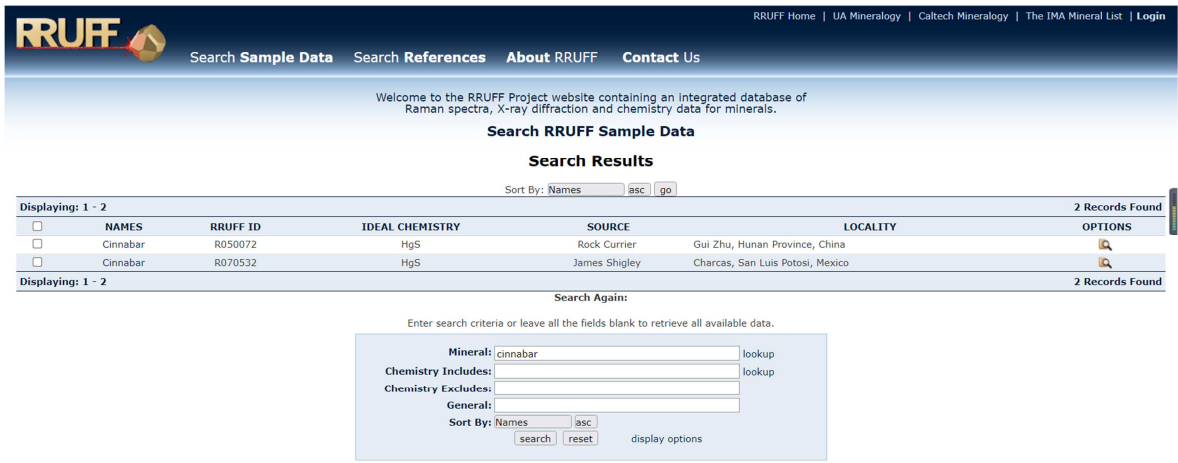 RRUFF Home | UA Mineralogy | Caltech Mineralogy | The IMA Mineral List | Login
RRUFF
Search Sample Data Search References About RRUFF Contact Us
Welcome to the RRUFF Project website containing an integrated database of
Raman spectra, X-ray diffraction and chemistry data for minerals.
Search RRUFF Sample Data
Search Results
Sort By: Names asc go
Displaying: 1 - 2 2 Records Found
NAMES RRUFF ID IDEAL CHEMISTRY SOURCE LOCALITY OPTIONS
Cinnabar R050072 HgS Rock Currier Gui Zhu, Hunan Province, China
Cinnabar R070532 HgS James Shigley Charcas, San Luis Potosi, Mexico
Displaying: 1 - 2 2 Records Found
Search Again:
Enter search criteria or leave all the fields blank to retrieve all available data.
Mineral: cinnabar lookup
Chemistry Includes: lookup
Chemistry Excludes:
General:
Sort By: Names asc
search reset display options